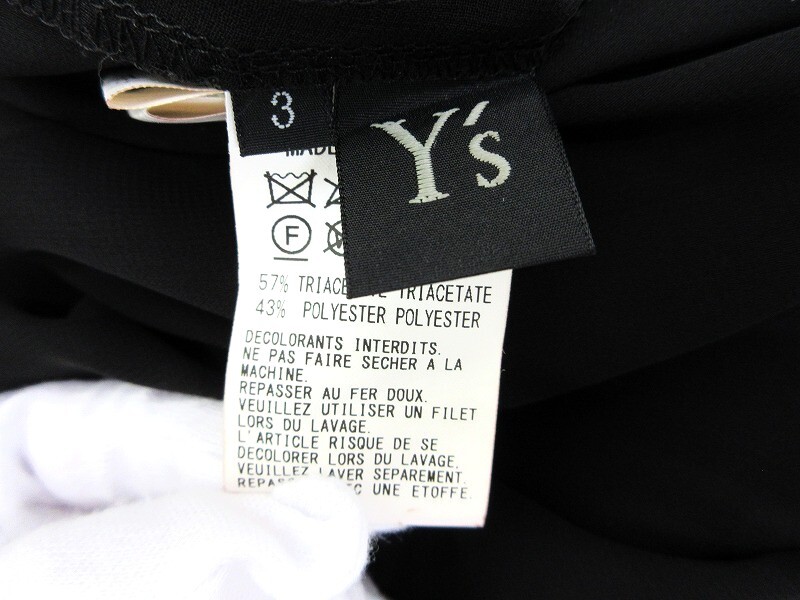 3
Y's
MADE
F
57% TRIACETATE TRIACETATE
43% POLYESTER POLYESTER
DECOLORANTS INTERDITS.
NE PAS FAIRE SECHER A LA
MACHINE.
REPASSER AU FER DOUX.
VEUILLEZ UTILISER UN FILET
LORS DU LAVAGE.
L'ARTICLE RISQUE DE SE
DECOLORER LORS DU LAVAGE.
VEUILLEZ LAVER SEPAREMENT.
UNE ETOFFE.